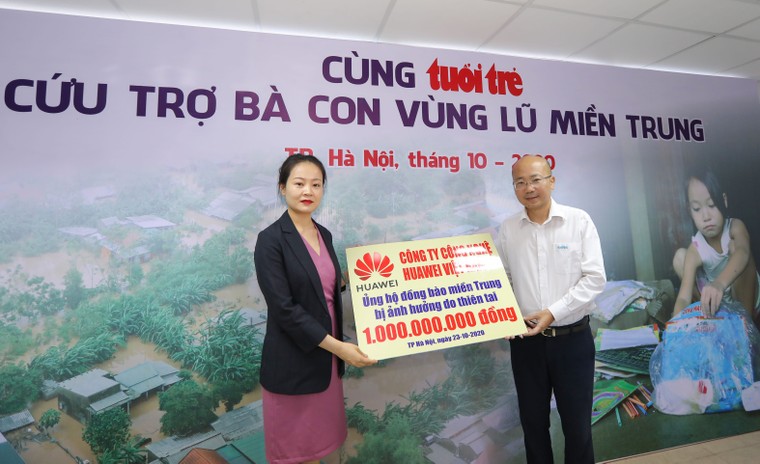 CÙNG tuổi trẻ
CỨU TRỢ BÀ CON VÙNG LŨ MIỀN TRUNG
TP. Hà Nội, tháng 10 - 2020
HUAWEI
CÔNG TY CÔNG NGHỆ
HUAWEI VIỆT
Ủng hộ đồng bào miền Trung
bị ảnh hưởng do thiên tai
1.000.000.000 đồng
TP Hà Nội, ngày 23-10-2020